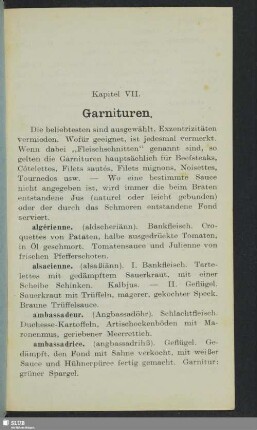 Kapitel VII.
Garnituren.
Die beliebtesten sind ausgewählt, Exzentrizitäten
vermieden. Wofür geeignet, ist jedesmal vermerkt.
Wenn dabei „Fleischschnitten" genannt sind, so
gelten die Garnituren hauptsächlich für Beefsteaks,
Côtelettes, Filets sautés, Filets mignons, Noisettes,
Tournedos usw. — Wo eine bestimmte Sauce
nicht angegeben ist, wird immer die beim Braten
entstandene Jus (naturel oder leicht gebunden)
oder der durch das Schmoren entstandene Fond
serviert.
algérienne. (aldscheriänn). Bankfleisch. Cro-
quettes von Pataten, halbe ausgedrückte Tomaten,
in Öl geschmort. Tomatensauce und Julienne von
frischen Pfefferschoten.
alsacienne. (alsaßiänn). I. Bankfleisch. Tarte-
lettes mit gedämpftem Sauerkraut, mit einer
Scheibe Schinken. Kalbjus. — II. Geflügel.
Sauerkraut mit Trüffeln, magerer, gekochter Speck.
Braune Trüffelsauce.
ambassadeur. (Angbassadöhr). Schlachtfleisch.
Duchesse-Kartoffeln, Artischockenböden mit Ma-
ronenmus, geriebener Meerrettich.
ambassadrice. (angbassadrihß). Geflügel. Ge-
dämpft, den Fond mit Sahne verkocht, mit weißer
Sauce und Hühnerpüree fertig gemacht. Garnitur:
grüner Spargel.